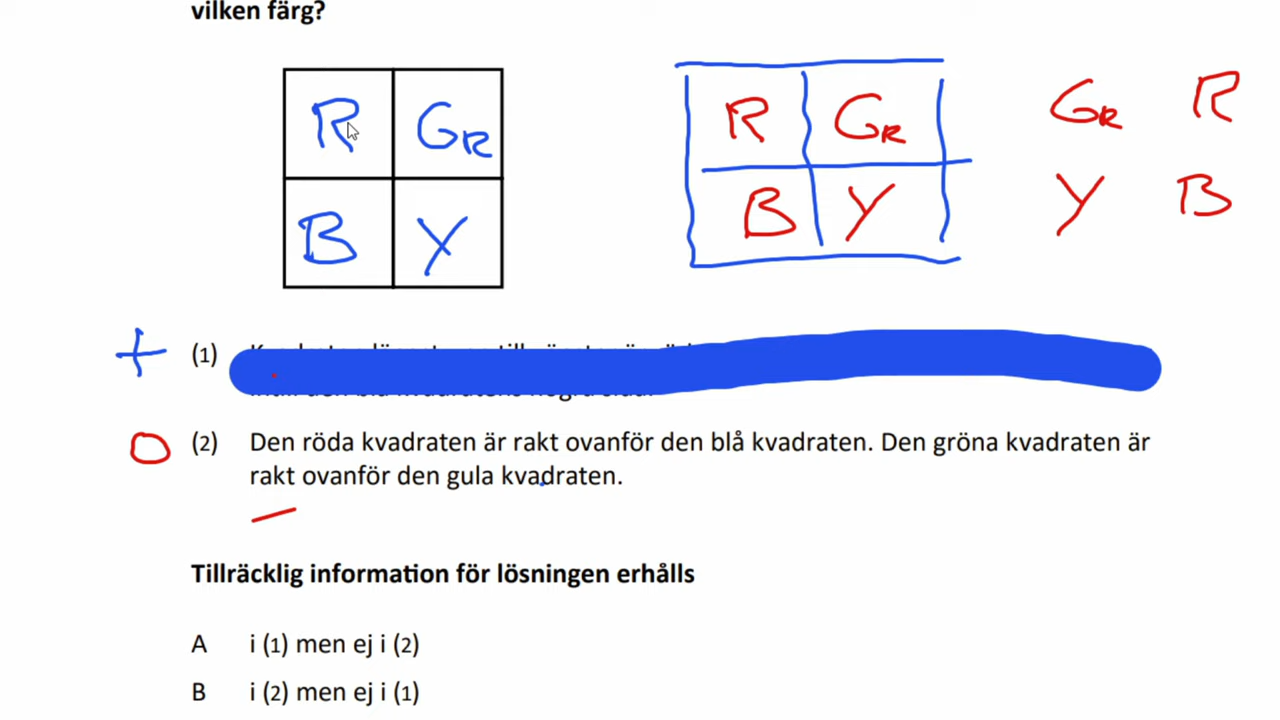 vilken färg?
R GR R GR GR R
B Y B Y Y B
+ (1)
(2) Den röda kvadraten är rakt ovanför den blå kvadraten. Den gröna kvadraten är
rakt ovanför den gula kvadraten.
Tillräcklig information för lösningen erhålls
A i (1) men ej i (2)
B i (2) men ej i (1)